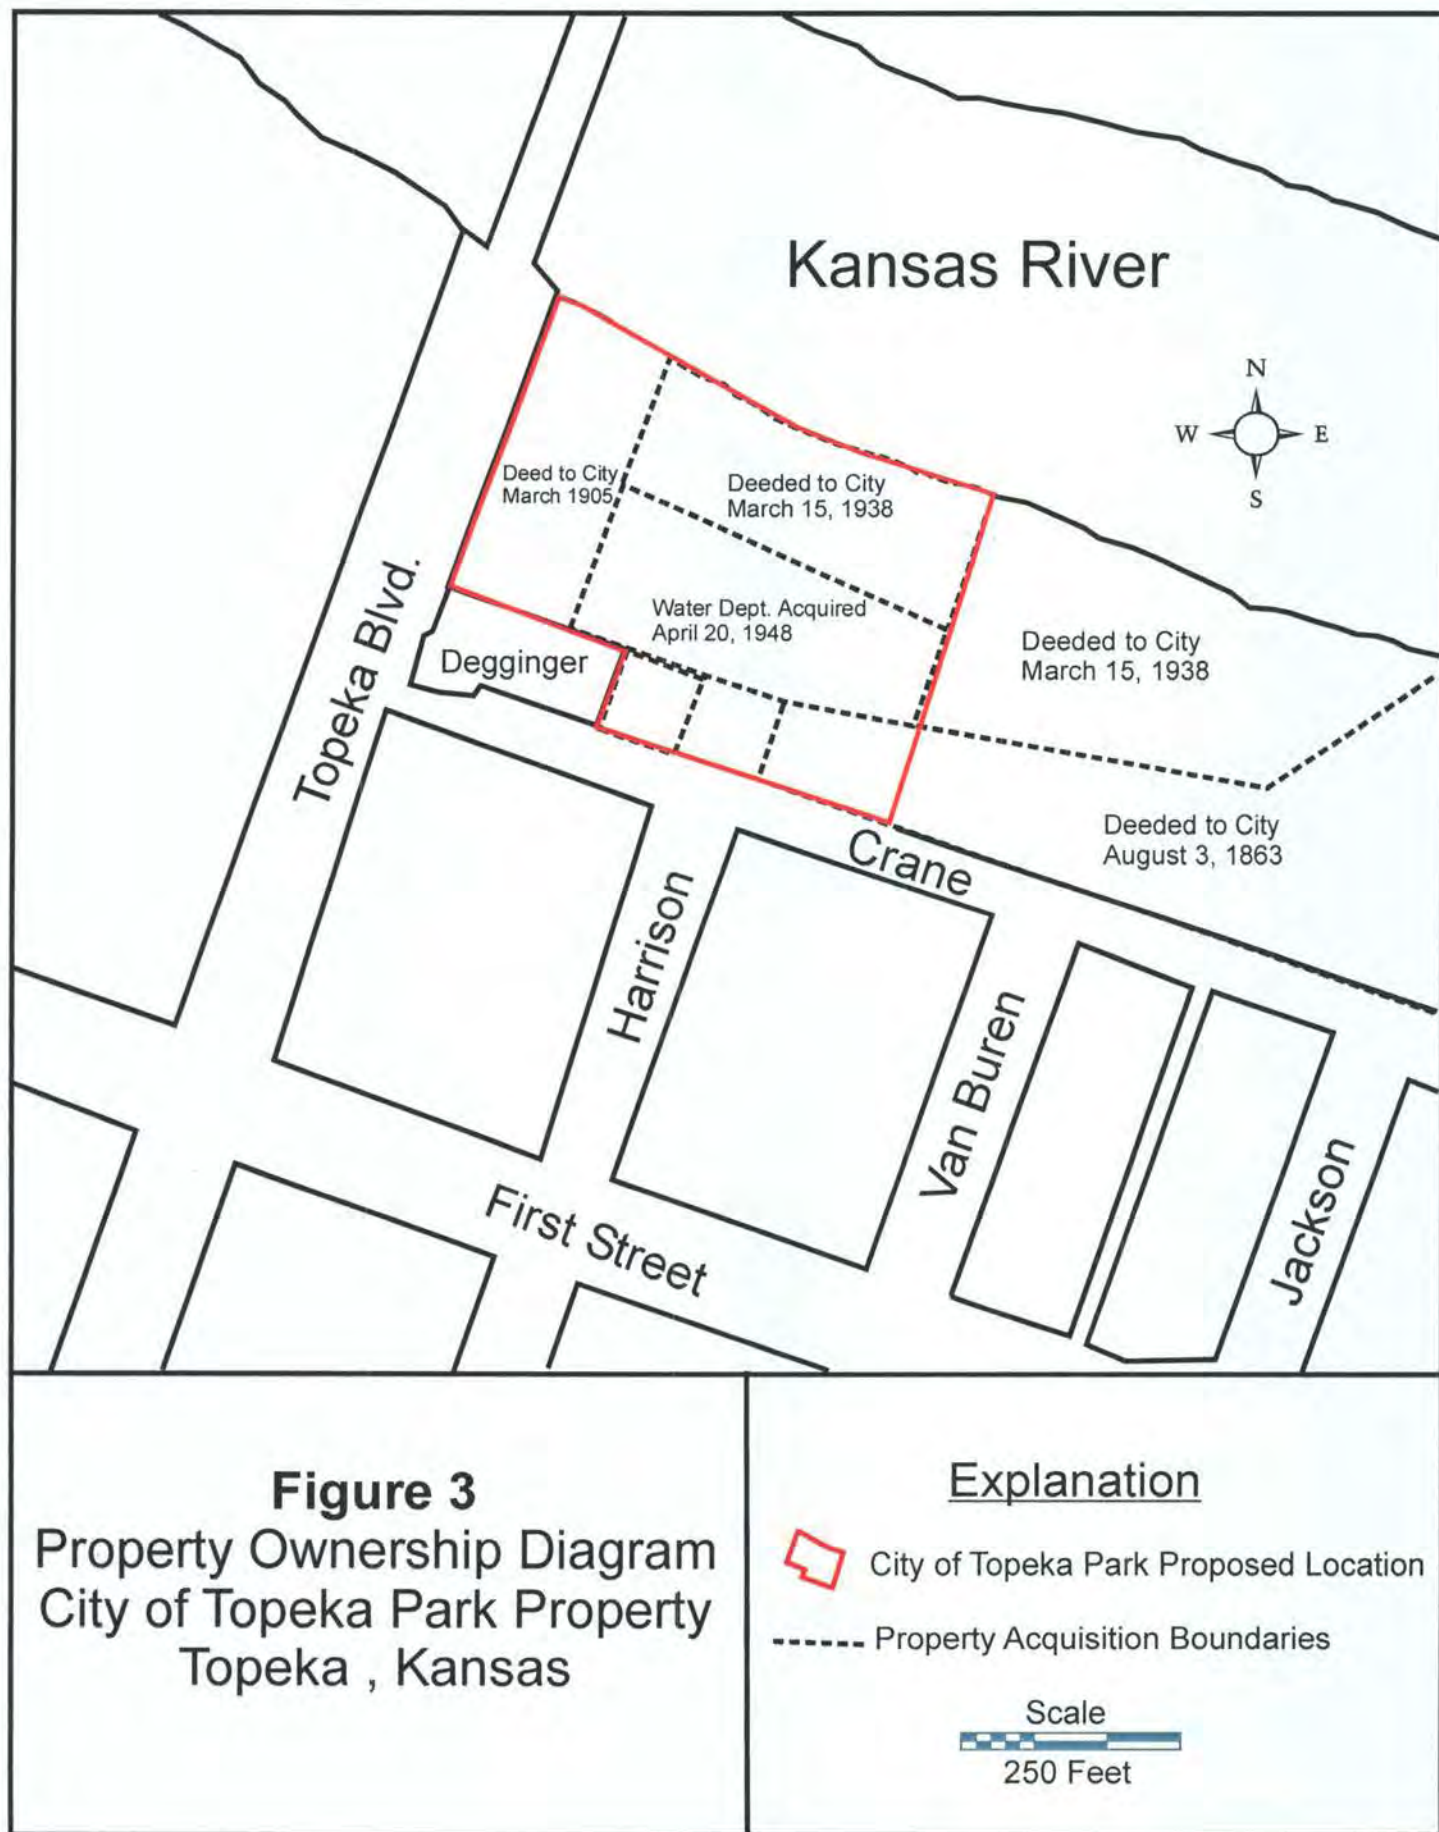 Kansas River
N
W E
S
Deed to City
March 1905
Deeded to City
March 15, 1938
Water Dept. Acquired
April 20, 1948
Deeded to City
March 15, 1938
Degginger
Topeka Blvd.
Deeded to City
August 3, 1863
Crane
Harrison
Van Buren
Jackson
First Street
Figure 3
Property Ownership Diagram
City of Topeka Park Property
Topeka , Kansas
Explanation
City of Topeka Park Proposed Location
Property Acquisition Boundaries
Scale
250 Feet